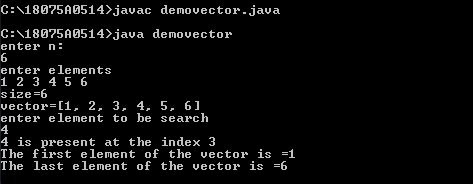 C:\18075A0514>javac demovector.java
C:\18075A0514>java demovector
enter n:
6
enter elements
1 2 3 4 5 6
size=6
vector=[1, 2, 3, 4, 5, 6]
enter element to be search
4
4 is present at the index 3
The first element of the vector is =1
The last element of the vector is =6